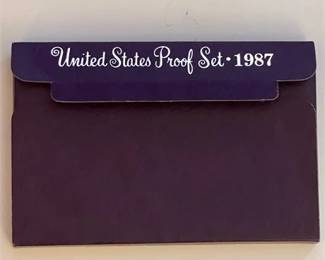 United States Proof Set • 1987